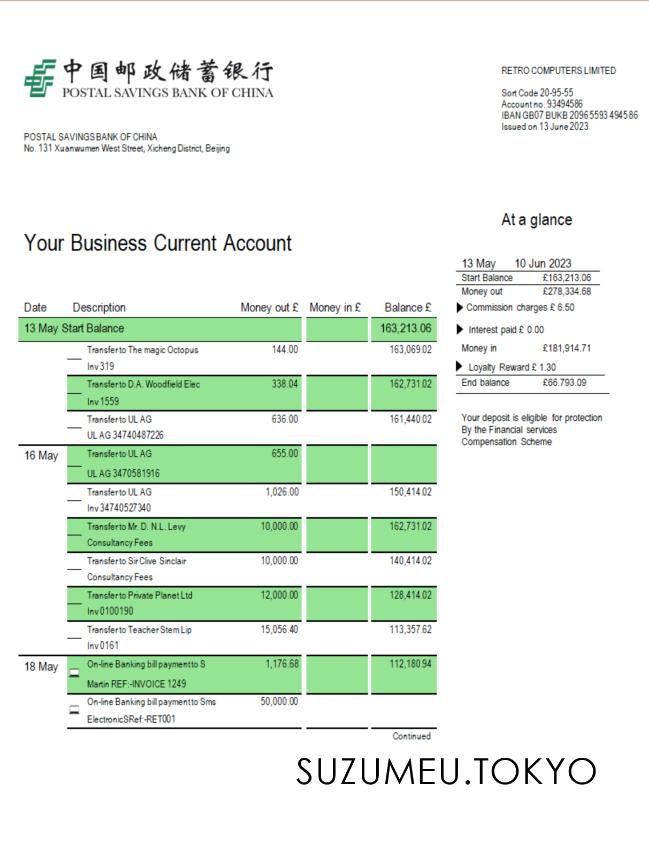 中国邮政储蓄银行
POSTAL SAVINGS BANK OF CHINA
RETRO COMPUTERS LIMITED
Sort Code 20-95-55
Account no. 93494586
IBAN GB07 BUKB 20965593 494586
Issued on 13 June 2023
POSTAL SAVINGS BANK OF CHINA
No. 131 Xuanwumen West Street, Xicheng District, Beijing
At a glance
13 May 10 Jun 2023
Start Balance £163,213.06
Money out £278,334.68
Commission charges £ 6.50
Interest paid £ 0.00
Money in £181,914.71
Loyalty Reward £ 1.30
End balance £66.793.09
Your deposit is eligible for protection
By the Financial services
Compensation Scheme
Your Business Current Account
Date Description Money out £ Money in £ Balance £
13 May Start Balance 163,213.06
Transfer to The magic Octopus 144.00 163,069.02
Inv 319
Transfer to D.A. Woodfield Elec 338.04 162,731.02
Inv 1559
Transfer to UL AG 636.00 161,440.02
UL AG 34740487226
16 May Transfer to UL AG 655.00
UL AG 3470581916
Transfer to UL AG 1,026.00 150,414.02
Inv 34740527340
Transfer to Mr. D. N.L. Levy 10,000.00 162,731.02
Consultancy Fees
Transfer to Sir Clive Sinclair 10,000.00 140,414.02
Consultancy Fees
Transfer to Private Planet Ltd 12,000.00 128,414.02
Inv 0100190
Transfer to Teacher Stem Lip 15,056.40 113,357.62
Inv 0161
18 May On-line Banking bill payment to S 1,176.68 112,180.94
Martin REF:-INVOICE 1249
On-line Banking bill payment to Sms 50,000.00
ElectronicSRef:-RET001
Continued
SUZUMEU.TOKYO